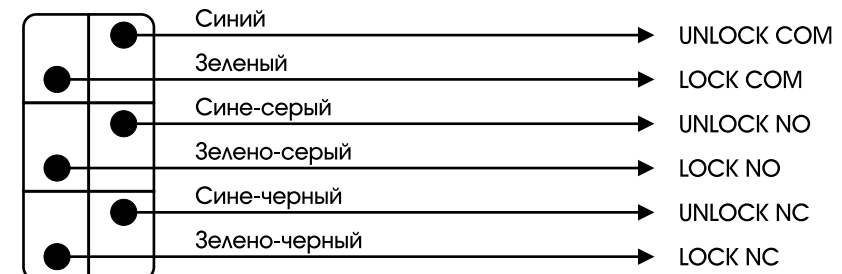 Синий
UNLOCK COM
Зеленый
LOCK COM
Сине-серый
UNLOCK NO
Зелено-серый
LOCK NO
Сине-черный
UNLOCK NC
Зелено-черный
LOCK NC